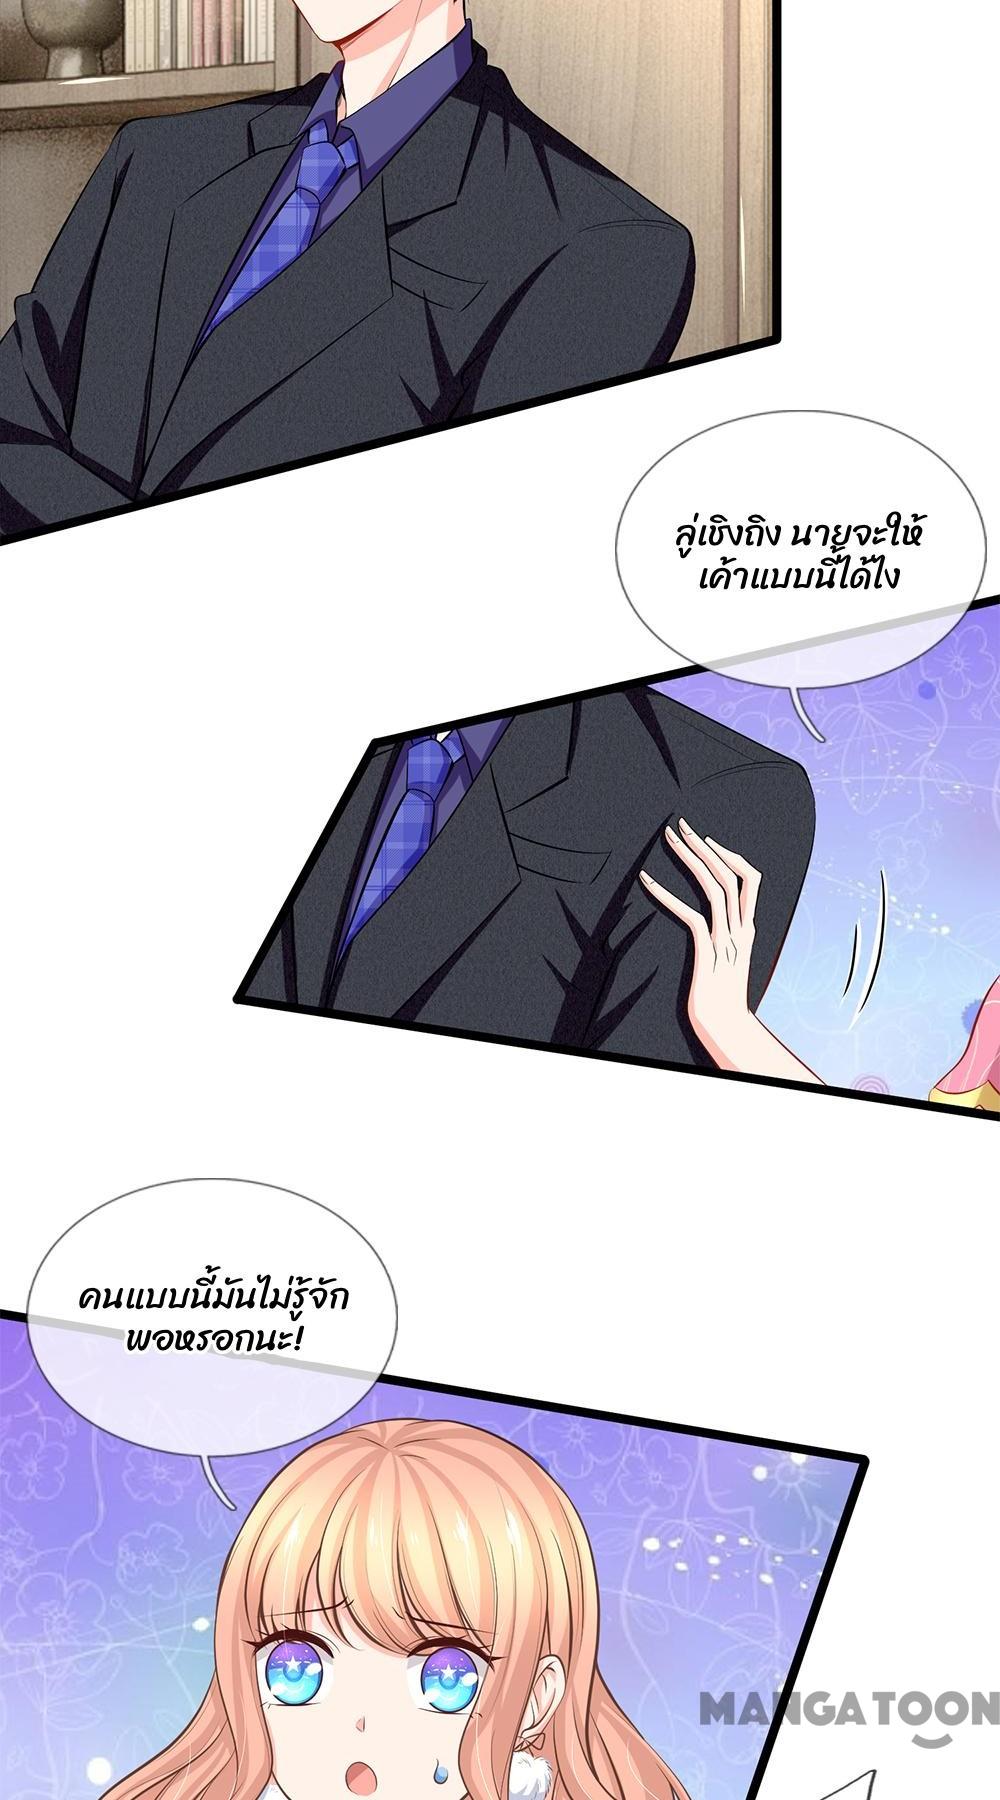 ลู่เชิงถิง นายจะให้
เค้าแบบนี้ได้ไง
คนแบบนี้มันไม่รู้จัก
พอหรอกนะ!
MANGATOON